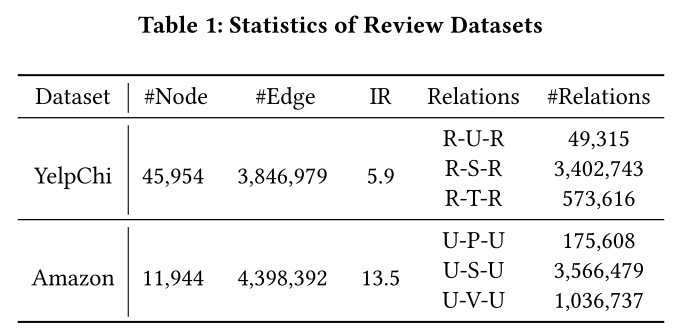 Table 1: Statistics of Review Datasets
Dataset #Node #Edge IR Relations #Relations
R-U-R 49,315
YelpChi 45,954 3,846,979 5.9 R-S-R 3,402,743
R-T-R 573,616
U-P-U 175,608
Amazon 11,944 4,398,392 13.5 U-S-U 3,566,479
U-V-U 1,036,737